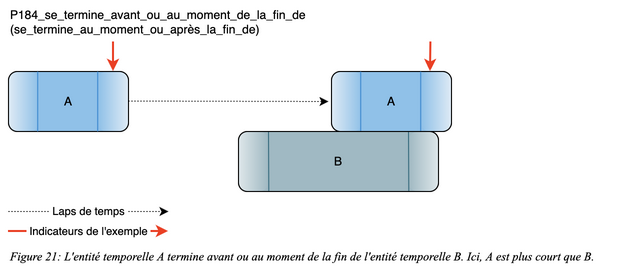 P184_se_termine_avant_ou_au_moment_de_la_fin_de
(se_termine_au_moment_ou_après_la_fin_de)
A
A
B
Laps de temps
Indicateurs de l'exemple
Figure 21: L'entité temporelle A termine avant ou au moment de la fin de l'entité temporelle B. Ici, A est plus court que B.